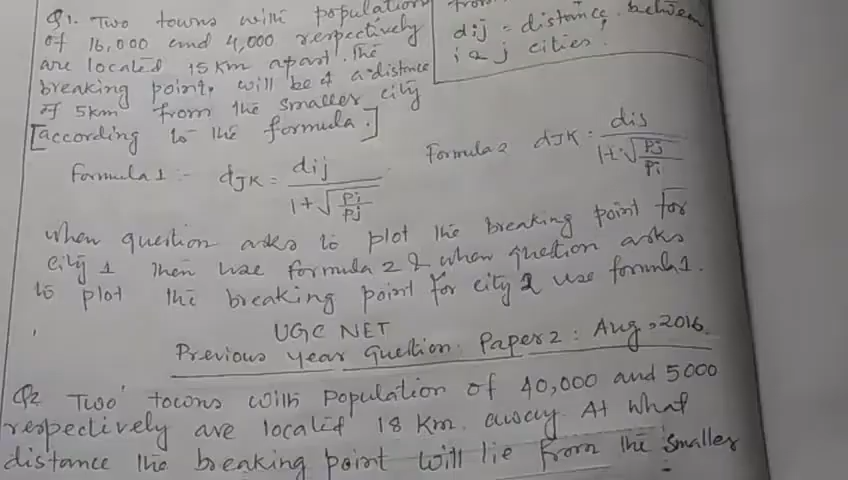 Q1. Two towns with population
of 16,000 and 4,000 respectively
are located 15 Km apart. The
breaking point, will be at a distance
of 5km from the smaller city
[according to the formula.]
from
dij = distance between
i & j cities.
Formula 1 :- dJK = dij / 1+√Pi/Pj
Formula 2 dJK = dis / 1+√Pj/Pi
when question asks to plot the breaking point for
city 1 then use formula 2 & when question asks
to plot the breaking point for city 2 use formula 1.
UGC NET
Previous year Question: Paper 2: Aug, 2016.
Q2 Two towns with population of 40,000 and 5000
respectively are located 18 Km. away. At what
distance the breaking point will lie from the smaller